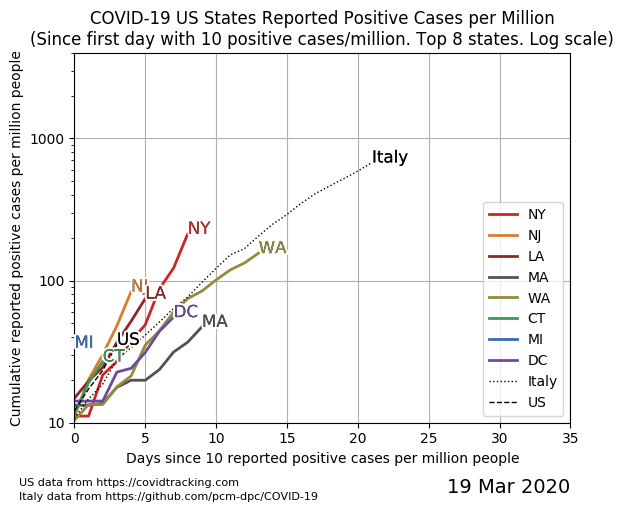 COVID-19 US States Reported Positive Cases per Million
(Since first day with 10 positive cases/million. Top 8 states. Log scale)
Cumulative reported positive cases per million people
1000
100
10
Italy
NY
WA
NJ
LA
DC
MA
MI
US
CT
NY
NJ
LA
MA
WA
CT
MI
DC
Italy
US
0 5 10 15 20 25 30 35
Days since 10 reported positive cases per million people
US data from https://covidtracking.com
Italy data from https://github.com/pcm-dpc/COVID-19
19 Mar 2020